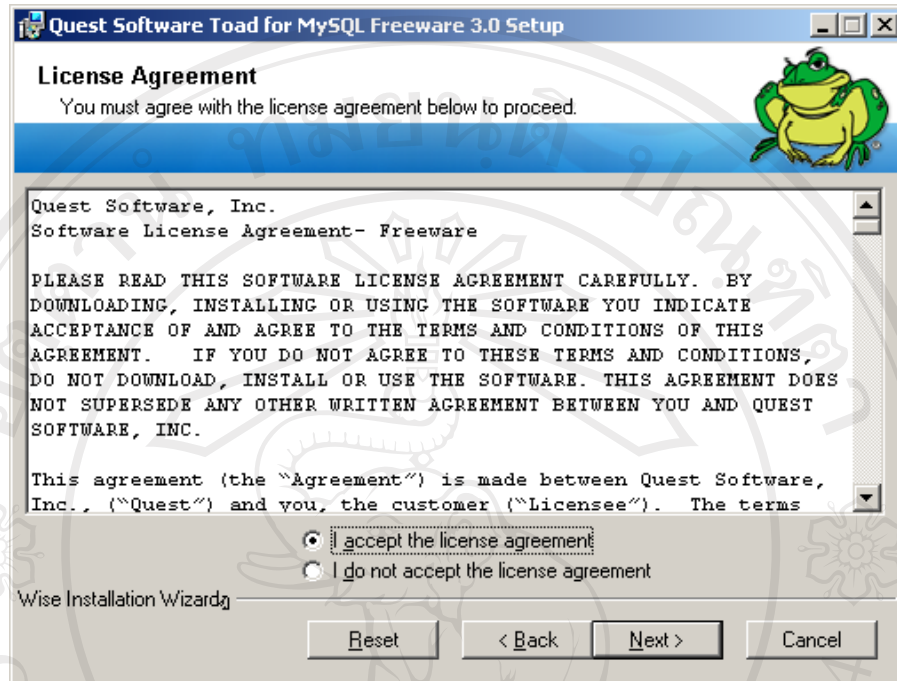 Quest Software Toad for MySQL Freeware 3.0 Setup
License Agreement
You must agree with the license agreement below to proceed.
Quest Software, Inc.
Software License Agreement- Freeware
PLEASE READ THIS SOFTWARE LICENSE AGREEMENT CAREFULLY.  BY
DOWNLOADING, INSTALLING OR USING THE SOFTWARE YOU INDICATE
ACCEPTANCE OF AND AGREE TO THE TERMS AND CONDITIONS OF THIS
AGREEMENT.   IF YOU DO NOT AGREE TO THESE TERMS AND CONDITIONS,
DO NOT DOWNLOAD, INSTALL OR USE THE SOFTWARE. THIS AGREEMENT DOES
NOT SUPERSEDE ANY OTHER WRITTEN AGREEMENT BETWEEN YOU AND QUEST
SOFTWARE, INC.
This agreement (the “Agreement”) is made between Quest Software,
Inc., (“Quest”) and you, the customer (“Licensee”).  The terms
I accept the license agreement
I do not accept the license agreement
Wise Installation Wizard
Reset
< Back
Next >
Cancel